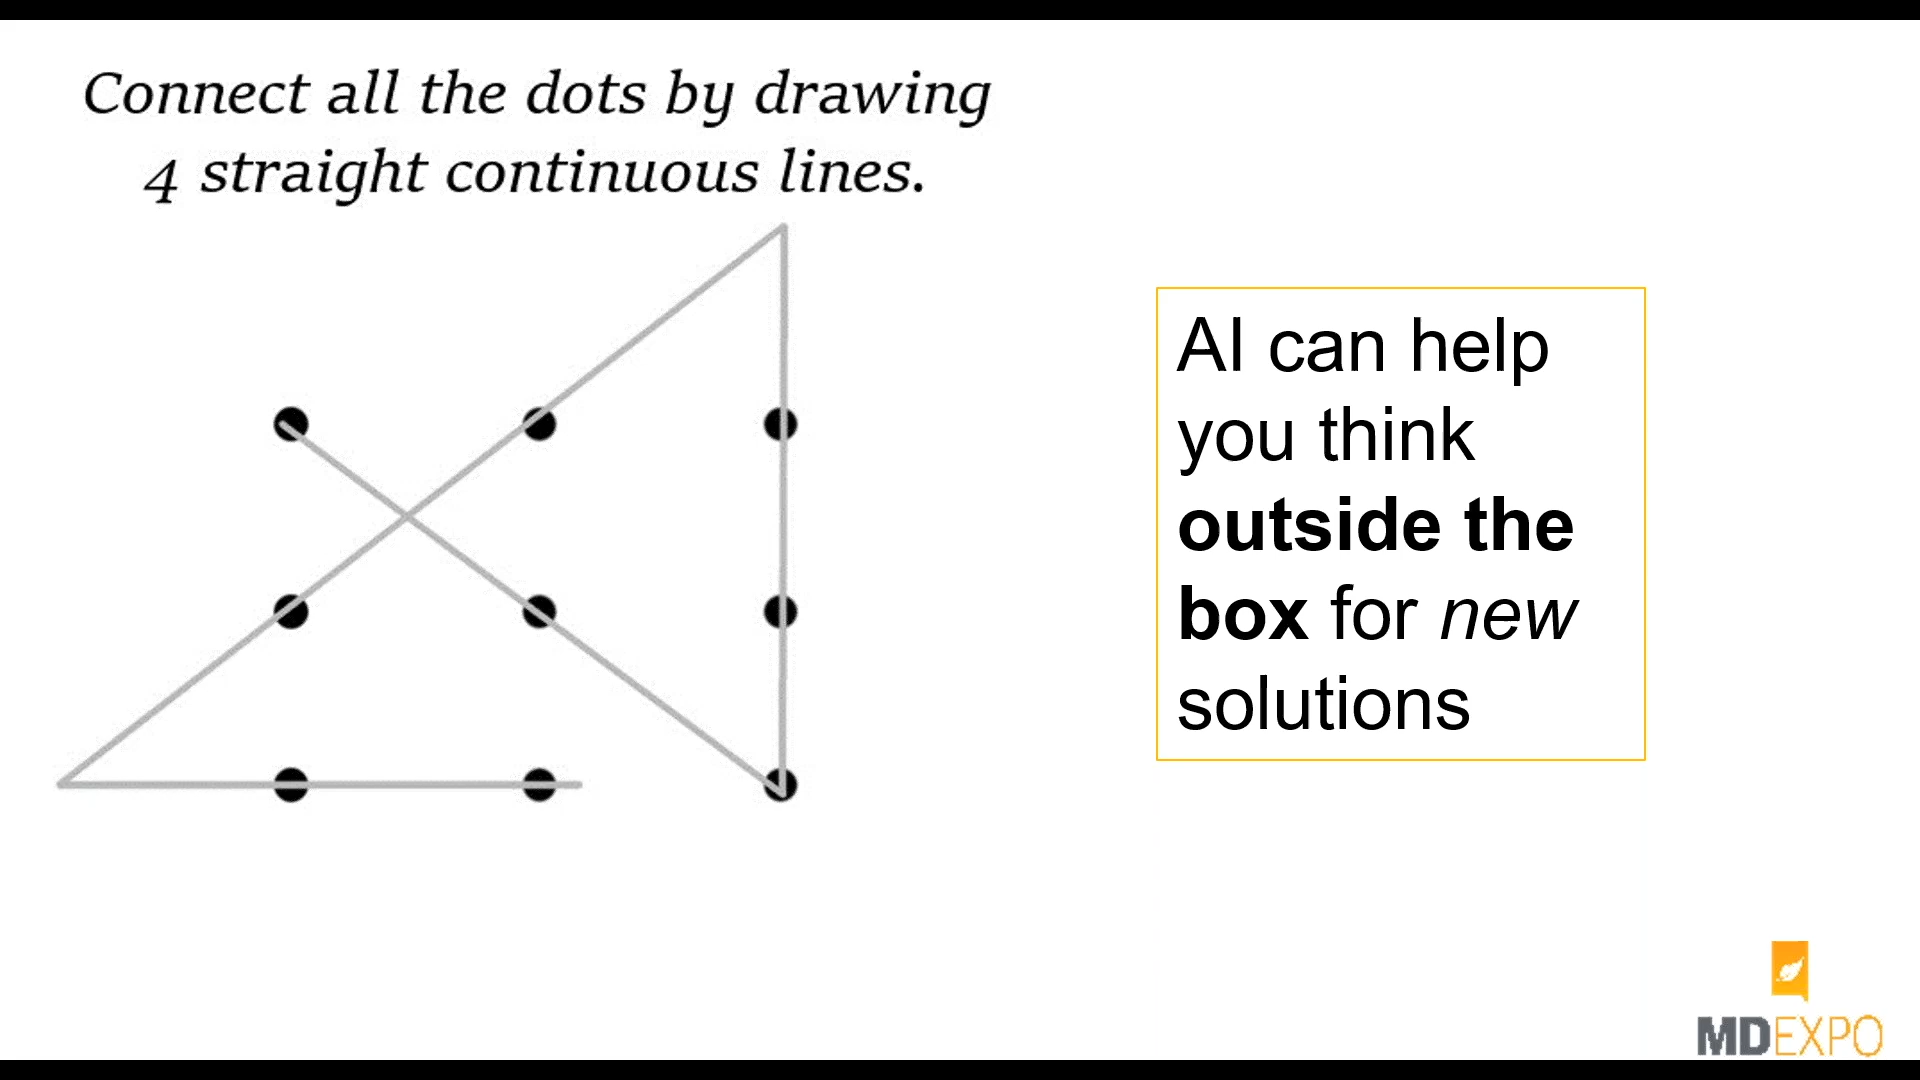 Connect all the dots by drawing
4 straight continuous lines.
AI can help
you think
outside the
box for new
solutions
MDEXPO